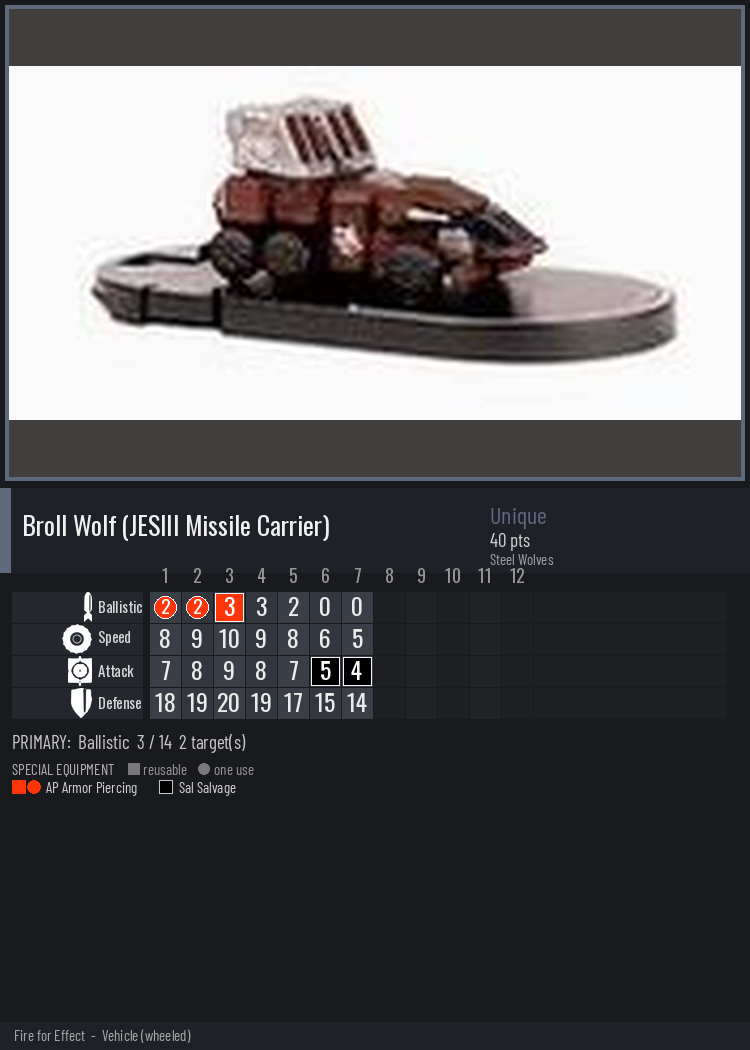 Broll Wolf (JESIII Missile Carrier)
Unique
40 pts
Steel Wolves
1 2 3 4 5 6 7 8 9 10 11 12
Ballistic 2 2 3 3 2 0 0
Speed 8 9 10 9 8 6 5
Attack 7 8 9 8 7 5 4
Defense 18 19 20 19 17 15 14
PRIMARY: Ballistic 3 / 14 2 target(s)
SPECIAL EQUIPMENT reusable one use
AP Armor Piercing Sal Salvage
Fire for Effect - Vehicle (wheeled)